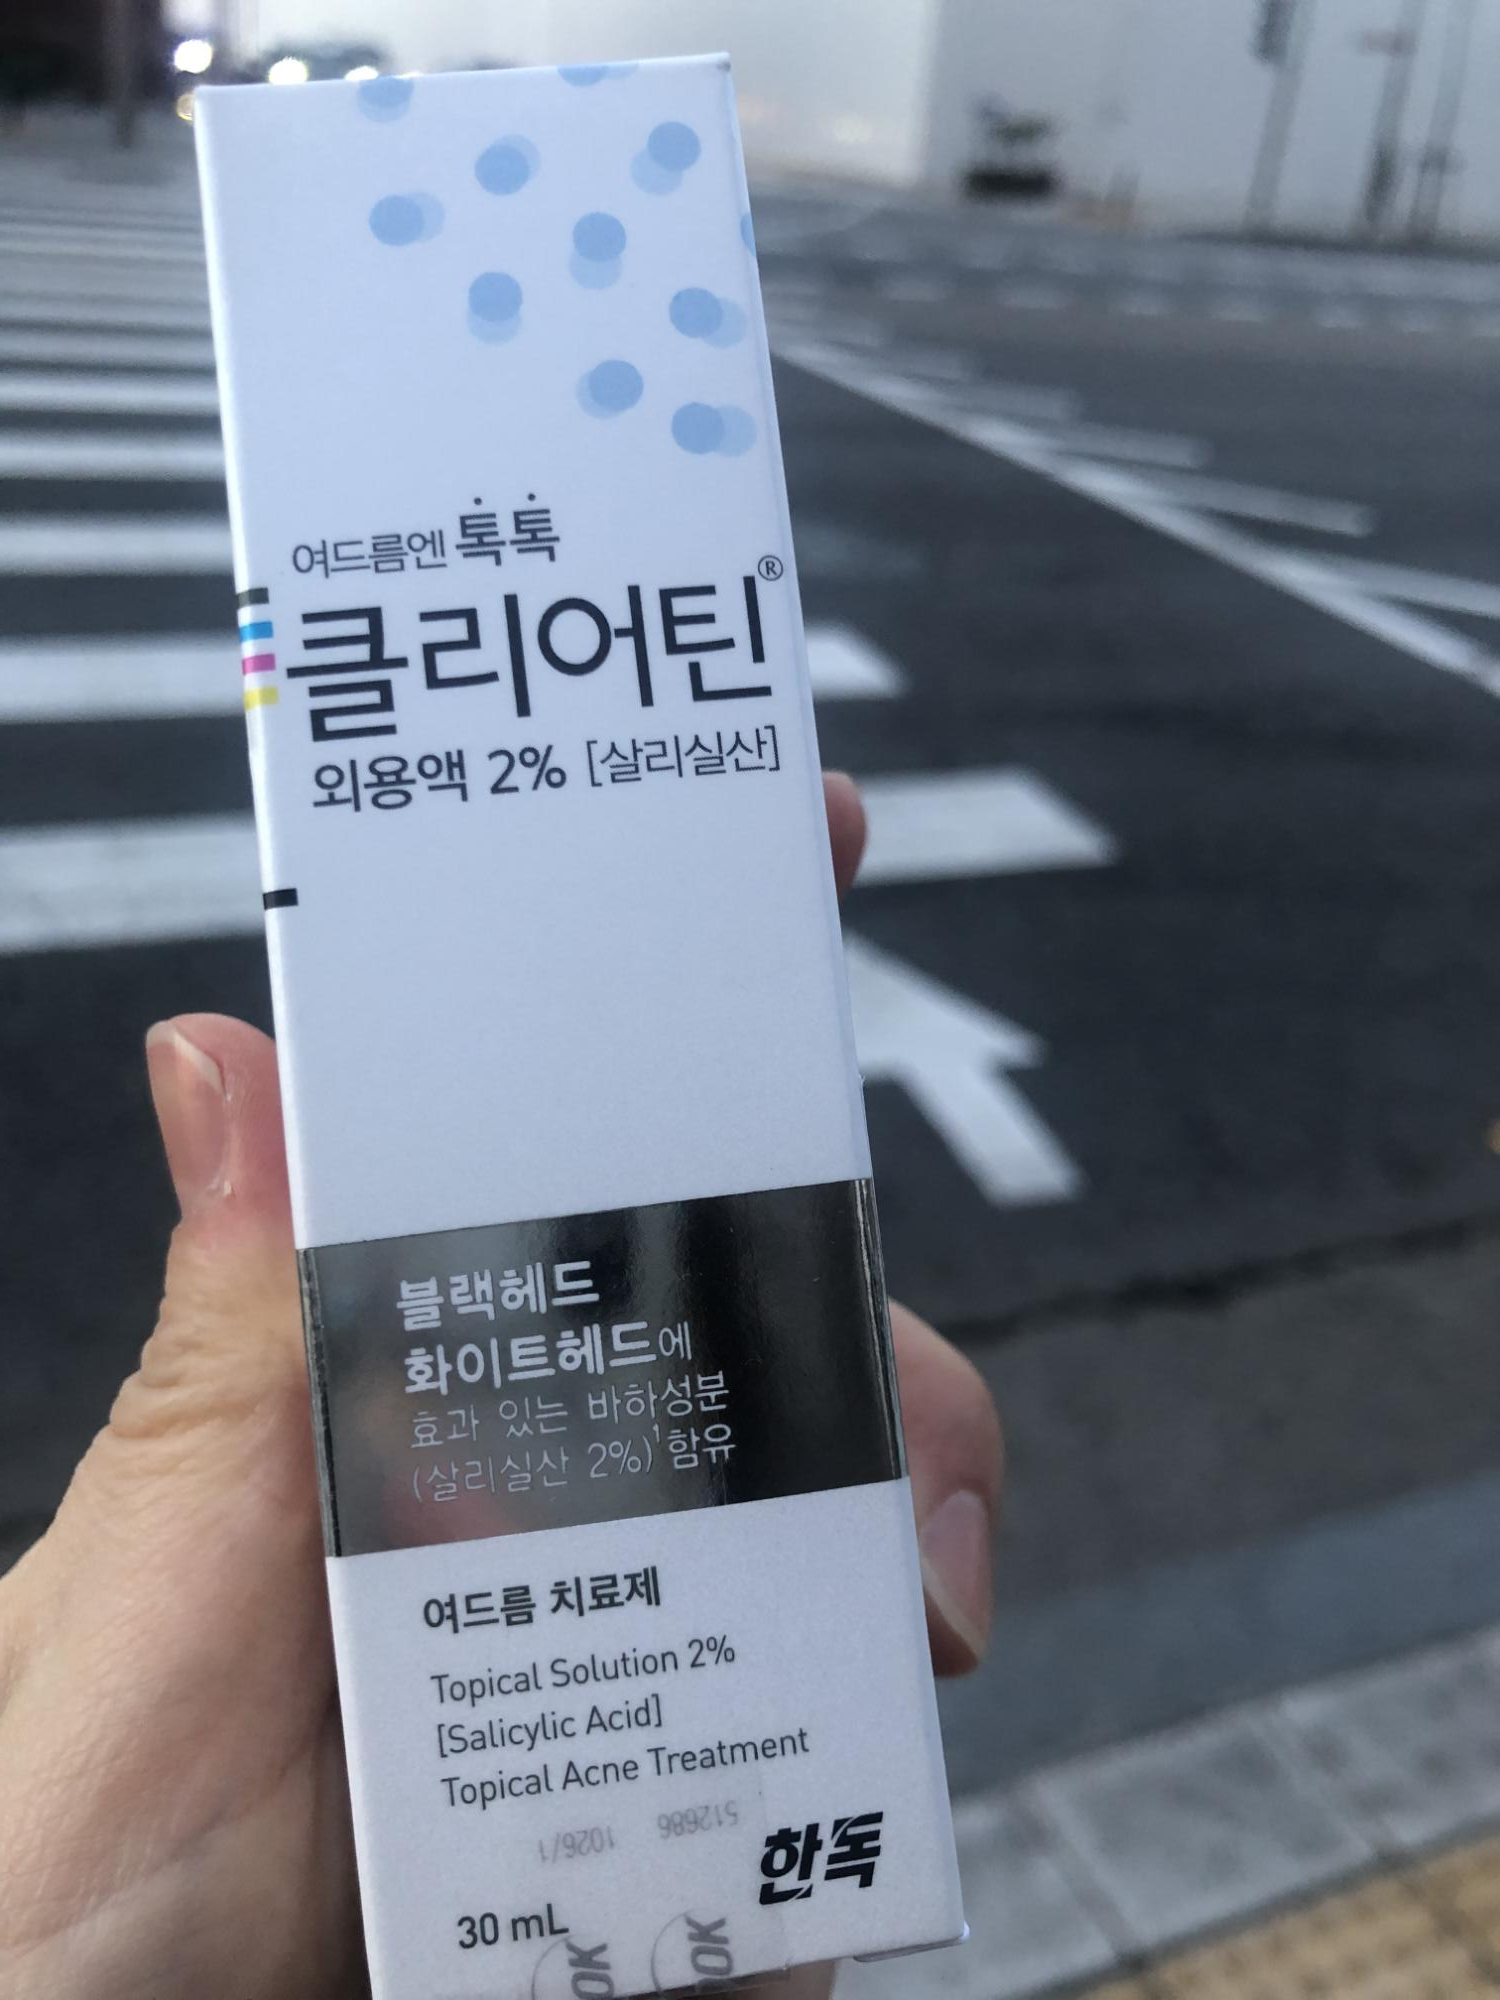 여드름엔 톡톡
클리어틴®
외용액 2% [살리실산]
블랙헤드
화이트헤드에
효과 있는 바하성분
(살리실산 2%)¹함유
여드름 치료제
Topical Solution 2%
[Salicylic Acid]
Topical Acne Treatment
512686 1026/1
한독
30 mL